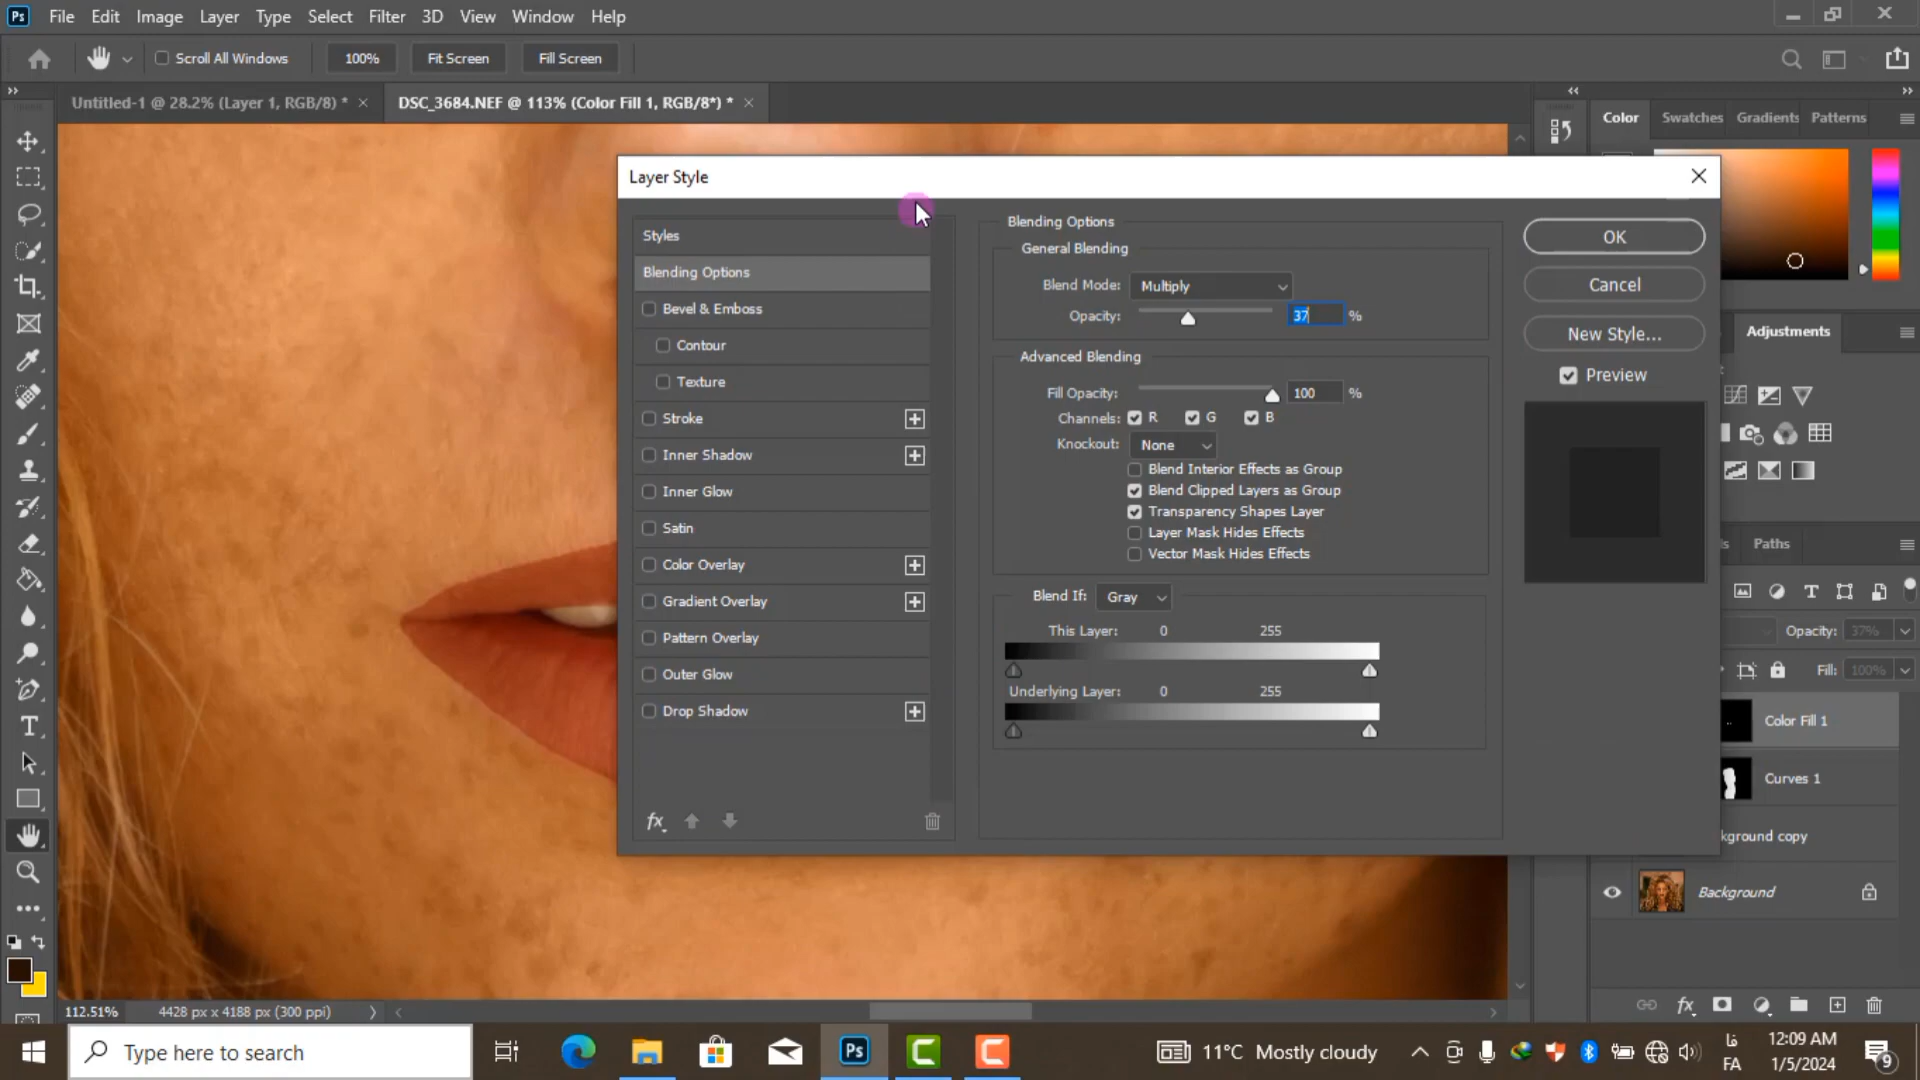 Ps File Edit Image Layer Type Select Filter 3D View Window Help
Scroll All Windows 100% Fit Screen Fill Screen
Untitled-1 @ 28.2% (Layer 1, RGB/8) * × DSC_3684.NEF @ 113% (Color Fill 1, RGB/8*) * ×
Color Swatches Gradients Patterns
Layer Style
Styles
Blending Options
Bevel & Emboss
Contour
Texture
Stroke
Inner Shadow
Inner Glow
Satin
Color Overlay
Gradient Overlay
Pattern Overlay
Outer Glow
Drop Shadow
fx
Blending Options
General Blending
Blend Mode: Multiply
Opacity: 37 %
Advanced Blending
Fill Opacity: 100 %
Channels: R G B
Knockout: None
Blend Interior Effects as Group
Blend Clipped Layers as Group
Transparency Shapes Layer
Layer Mask Hides Effects
Vector Mask Hides Effects
Blend If: Gray
This Layer: 0 255
Underlying Layer: 0 255
OK
Cancel
New Style...
Preview
Adjustments
Paths
Opacity: 37%
Fill: 100%
Color Fill 1
Curves 1
kground copy
Background
fx
112.51% 4428 px x 4188 px (300 ppi)
Type here to search
Ps
11°C Mostly cloudy
فا
FA
12:09 AM
1/5/2024
9